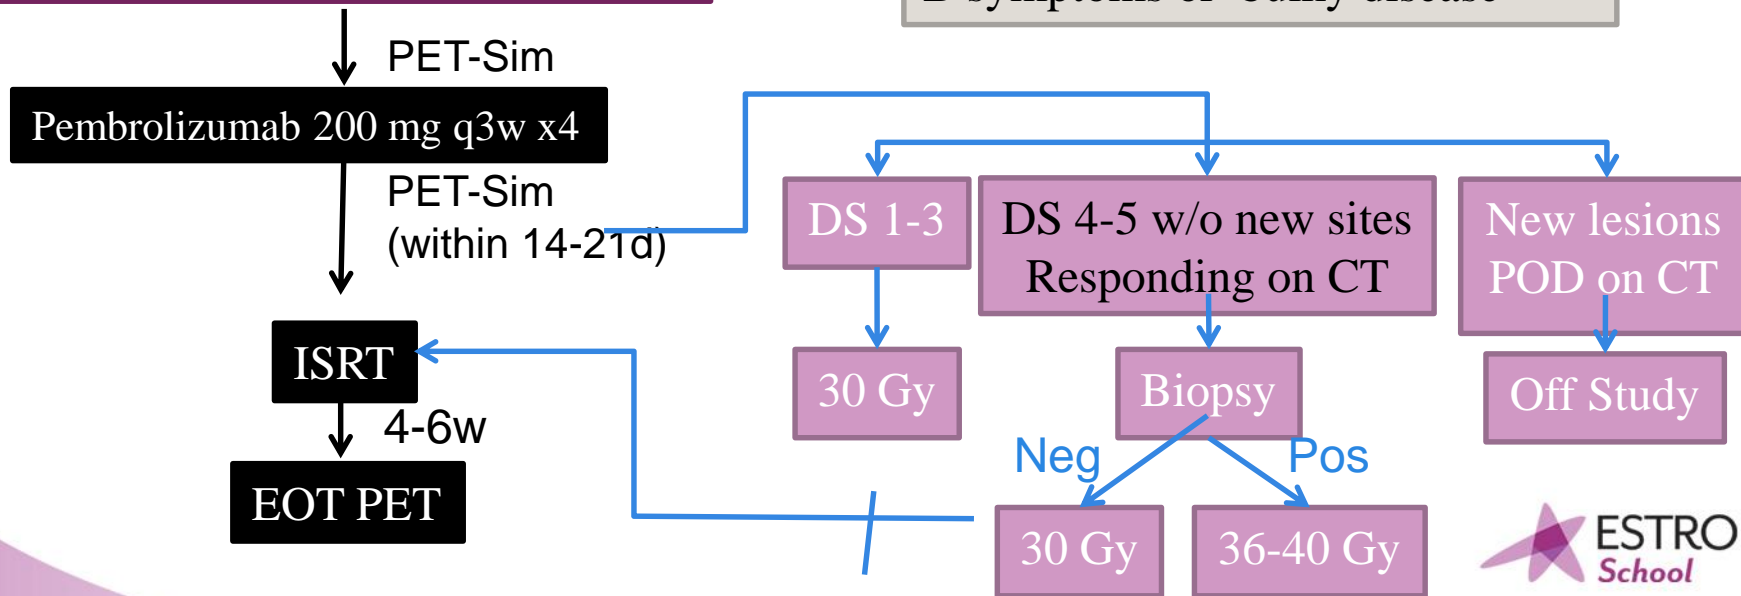 PET-Sim
Pembrolizumab 200 mg q3w x4
PET-Sim
(within 14-21d)
DS 1-3
DS 4-5 w/o new sites
Responding on CT
New lesions
POD on CT
ISRT
30 Gy
Biopsy
Off Study
4-6w
Neg
Pos
EOT PET
30 Gy
36-40 Gy
ESTRO
School